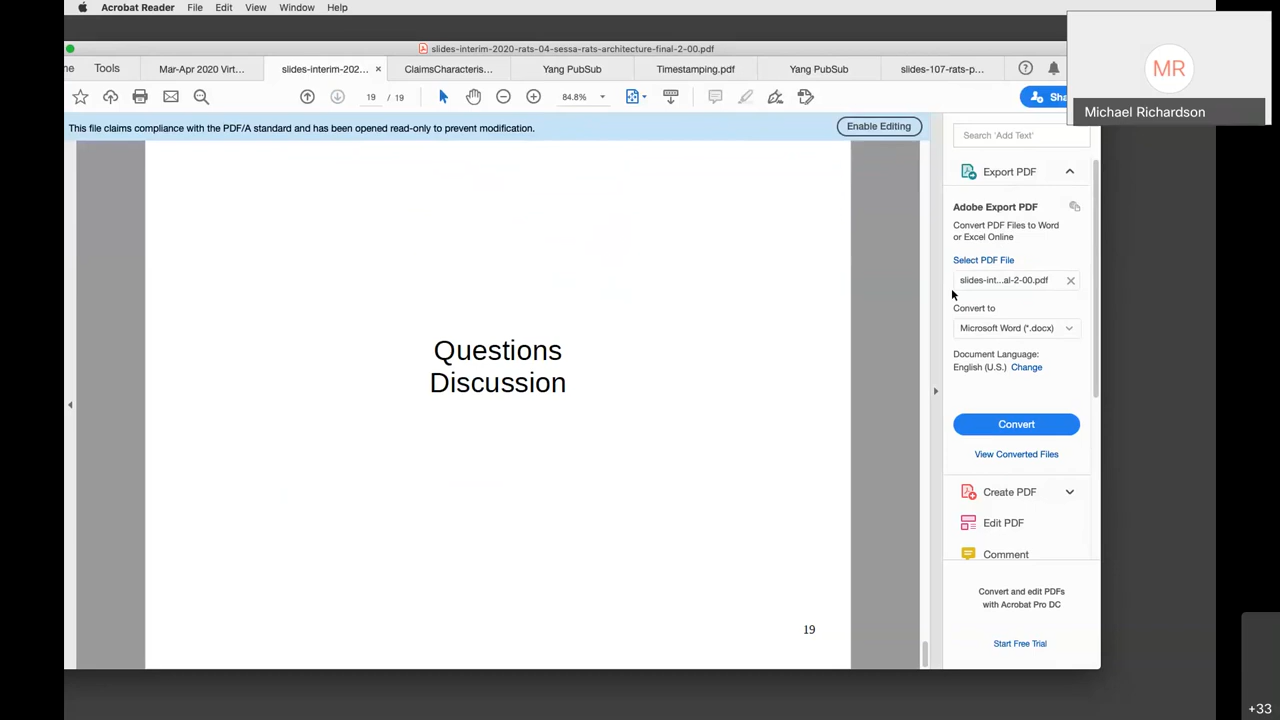 Acrobat Reader File Edit View Window Help
slides-interim-2020-rats-04-sessa-rats-architecture-final-2-00.pdf
me Tools Mar-Apr 2020 Virt... slides-interim-202... × ClaimsCharacteris... Yang PubSub Timestamping.pdf Yang PubSub slides-107-rats-p...
19 / 19 84.8% Sha
MR
Michael Richardson
This file claims compliance with the PDF/A standard and has been opened read-only to prevent modification. Enable Editing
Search 'Add Text'
Export PDF
Adobe Export PDF
Convert PDF Files to Word
or Excel Online
Select PDF File
slides-int...al-2-00.pdf
Convert to
Microsoft Word (*.docx)
Document Language:
English (U.S.) Change
Convert
View Converted Files
Create PDF
Edit PDF
Comment
Convert and edit PDFs
with Acrobat Pro DC
Start Free Trial
Questions
Discussion
19
+33